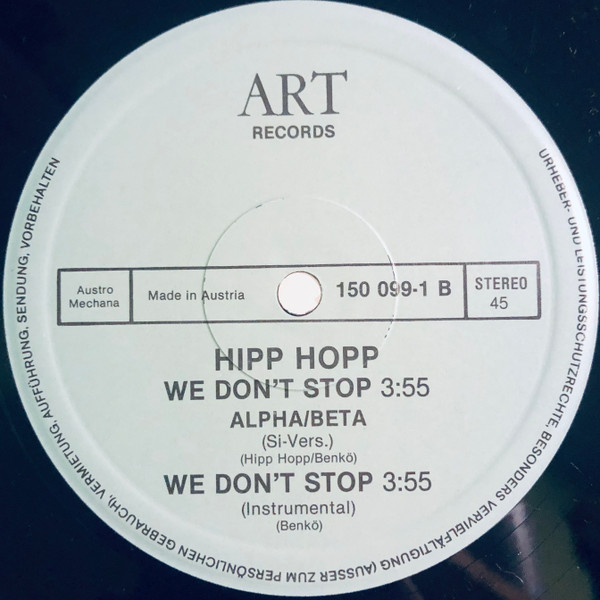 ART
RECORDS
Austro
Mechana
Made in Austria
150 099-1 B
STEREO
45
HIPP HOPP
WE DON'T STOP 3:55
ALPHA/BETA
(Si-Vers.)
(Hipp Hopp/Benkö)
WE DON'T STOP 3:55
(Instrumental)
(Benkö)
URHEBER- UND LEISTUNGSSCHUTZRECHTE, BESONDERS VERVIELFÄLTIGUNG (AUSSER ZUM PERSÖNLICHEN GEBRAUCH), VERMIETUNG, AUFFÜHRUNG, SENDUNG, VORBEHALTEN